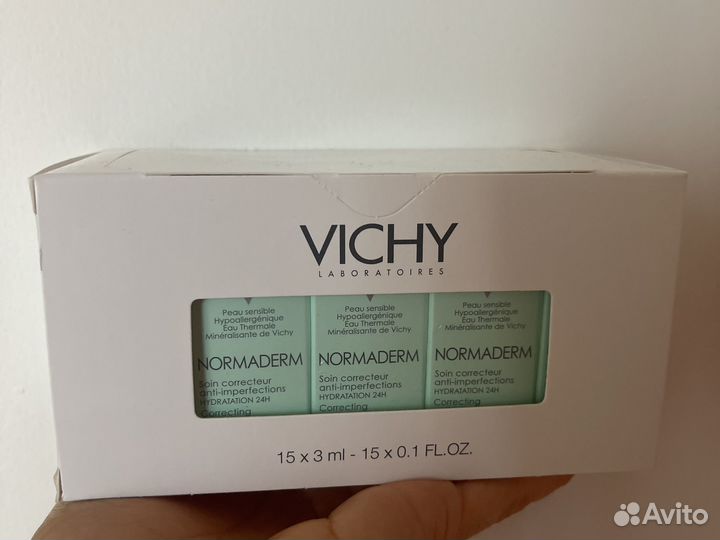 VICHY
LABORATOIRES
Peau sensible
Hypoallergénique
Eau Thermale
Minéralisante de Vichy
NORMADERM
Soin correcteur
anti-imperfections
HYDRATATION 24H
Correcting
Peau sensible
Hypoallergénique
Eau Thermale
Minéralisante de Vichy
NORMADERM
Soin correcteur
anti-imperfections
HYDRATATION 24H
Correcting
Peau sensible
Hypoallergénique
Eau Thermale
Minéralisante de Vichy
NORMADERM
Soin correcteur
anti-imperfections
HYDRATATION 24H
Correcting
15 x 3 ml - 15 x 0.1 FL.OZ.
Avito